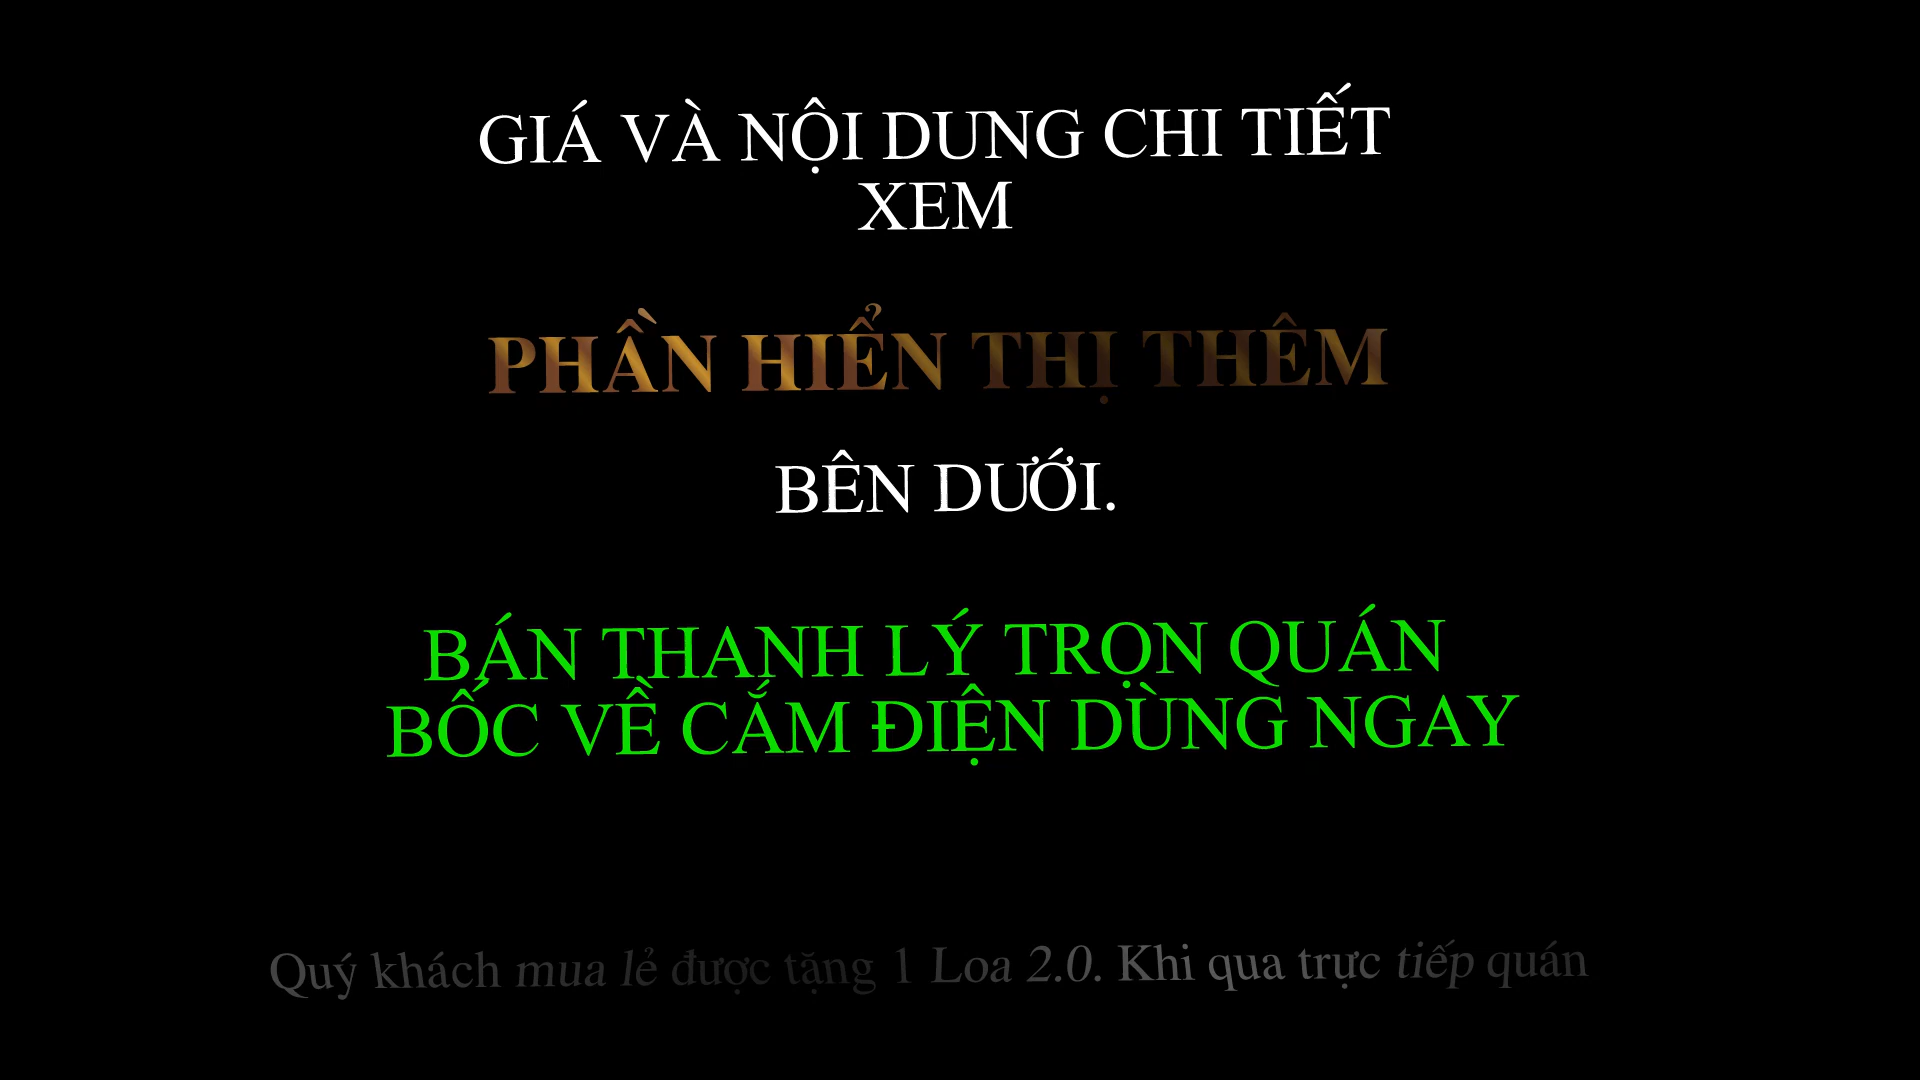 GIÁ VÀ NỘI DUNG CHI TIẾT
XEM
PHẦN HIỂN THỊ THÊM
BÊN DƯỚI.
BÁN THANH LÝ TRỌN QUÁN
BỐC VỀ CẮM ĐIỆN DÙNG NGAY
Quý khách mua lẻ được tặng 1 Loa 2.0. Khi qua trực tiếp quán